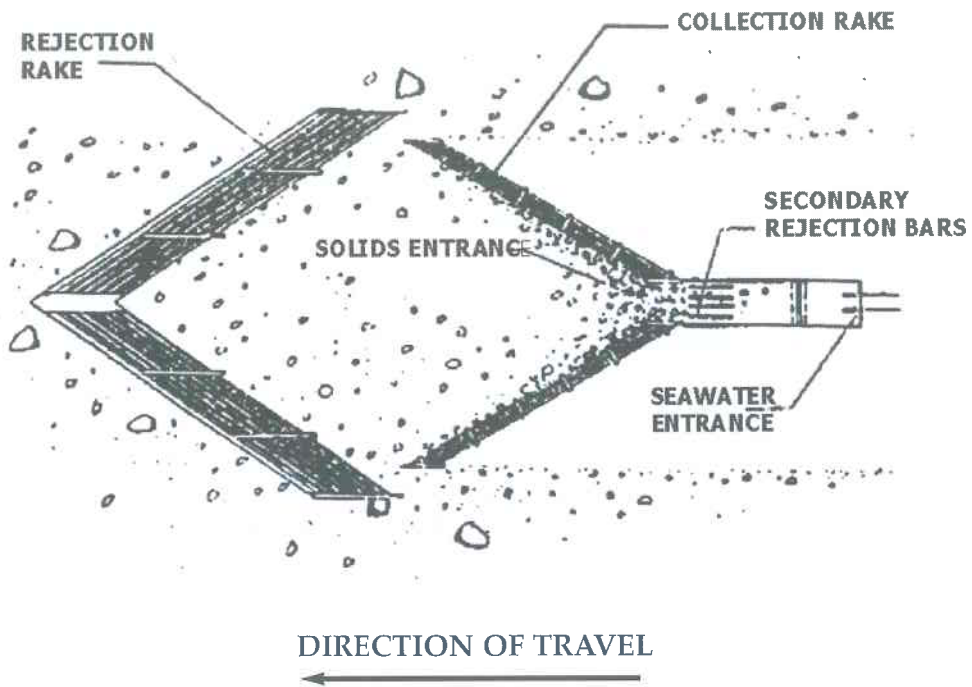 COLLECTION RAKE
REJECTION
RAKE
SECONDARY
REJECTION BARS
SOLIDS ENTRANCE
SEAWATER
ENTRANCE
DIRECTION OF TRAVEL